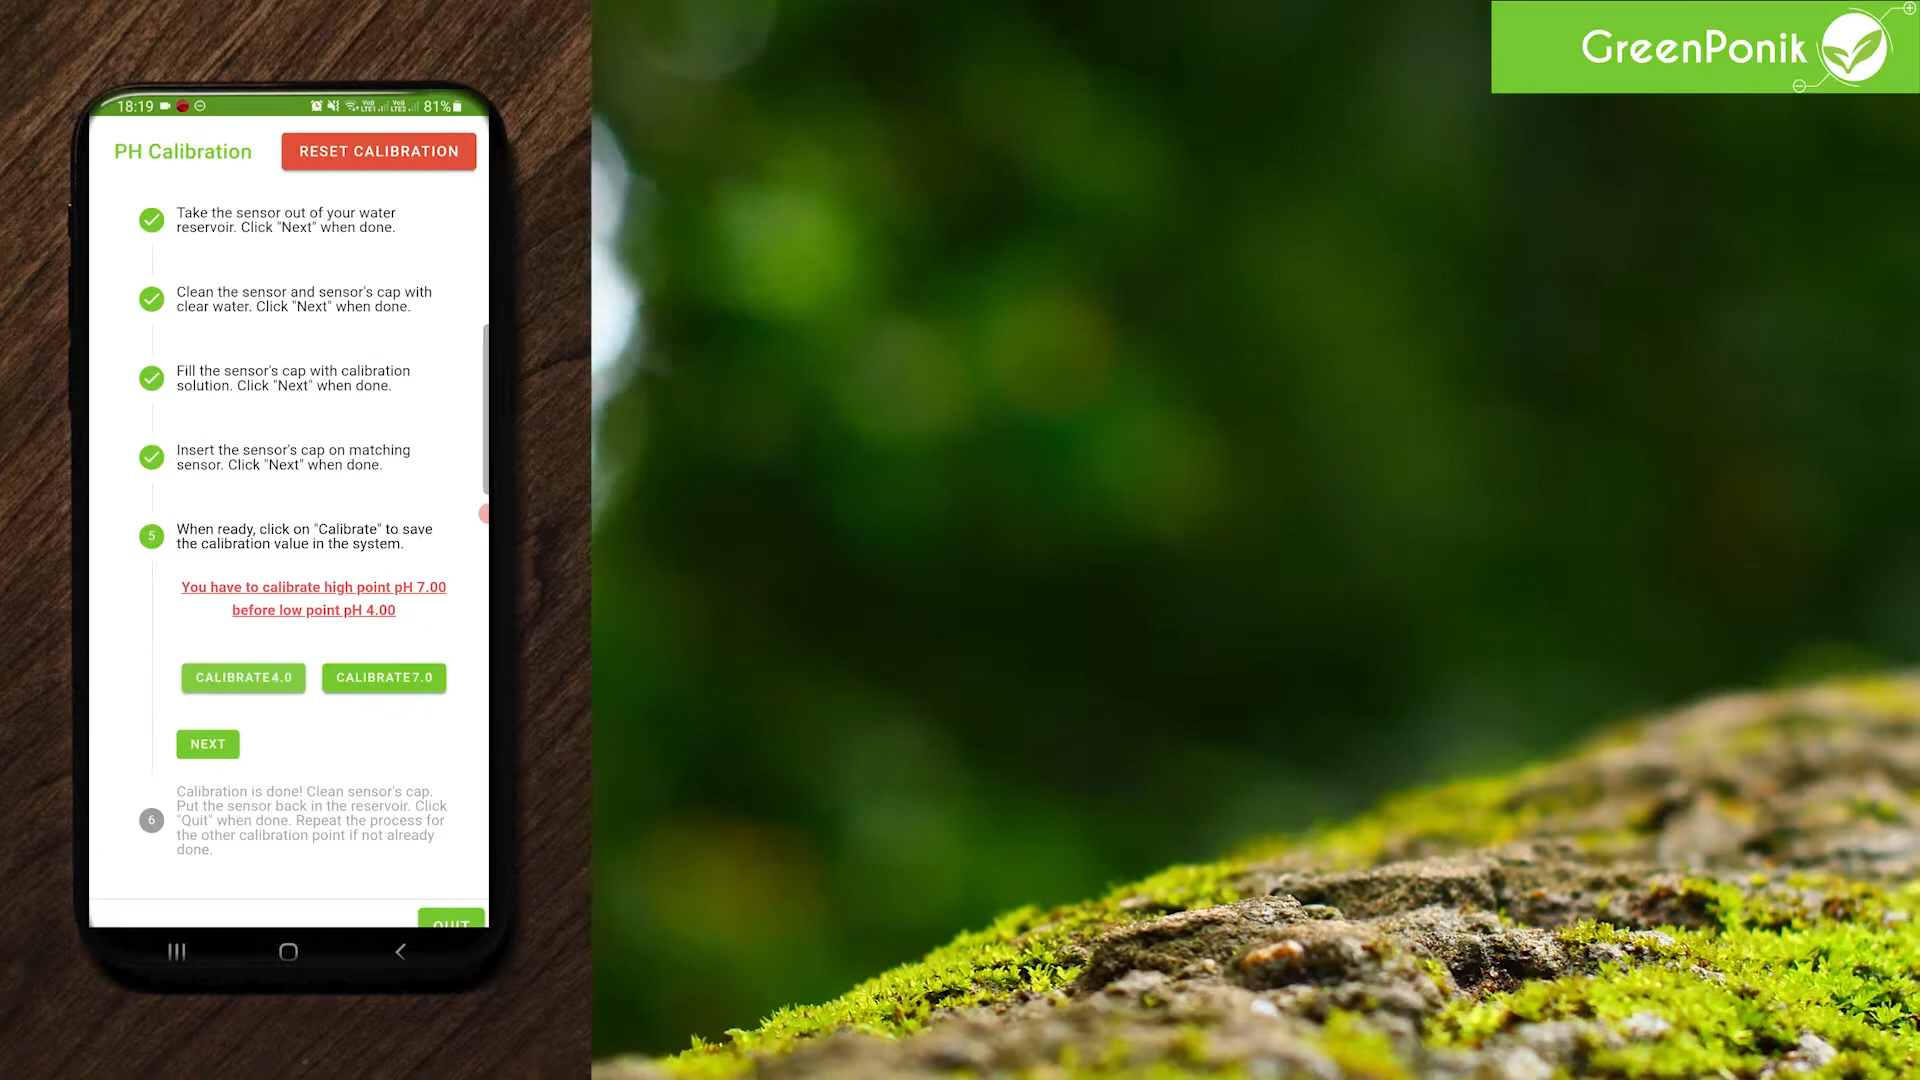 GreenPonik
18:19
81%
PH Calibration
RESET CALIBRATION
Take the sensor out of your water
reservoir. Click "Next" when done.
Clean the sensor and sensor's cap with
clear water. Click "Next" when done.
Fill the sensor's cap with calibration
solution. Click "Next" when done.
Insert the sensor's cap on matching
sensor. Click "Next" when done.
5
When ready, click on "Calibrate" to save
the calibration value in the system.
You have to calibrate high point pH 7.00
before low point pH 4.00
CALIBRATE4.0
CALIBRATE7.0
NEXT
6
Calibration is done! Clean sensor's cap.
Put the sensor back in the reservoir. Click
"Quit" when done. Repeat the process for
the other calibration point if not already
done.
QUIT